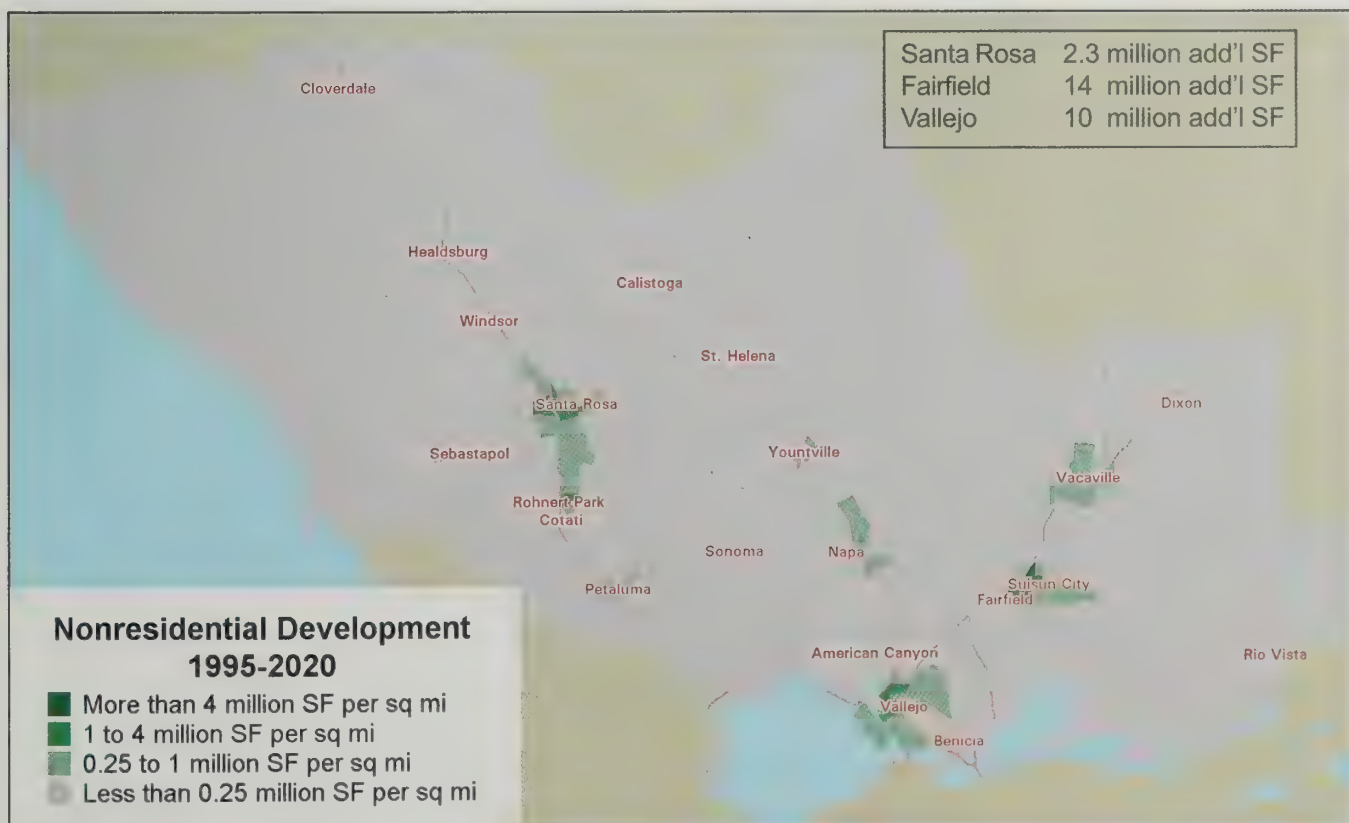 Santa Rosa 2.3 million add'l SF
Fairfield 14 million add'l SF
Vallejo 10 million add'l SF
Cloverdale
Healdsburg
Calistoga
Windsor
St. Helena
Santa Rosa
Dixon
Sebastapol
Yountville
Vacaville
Rohnert Park
Cotati
Sonoma
Napa
Petaluma
Suisun City
Fairfield
American Canyon
Rio Vista
Vallejo
Benicia
Nonresidential Development
1995-2020
More than 4 million SF per sq mi
1 to 4 million SF per sq mi
0.25 to 1 million SF per sq mi
Less than 0.25 million SF per sq mi